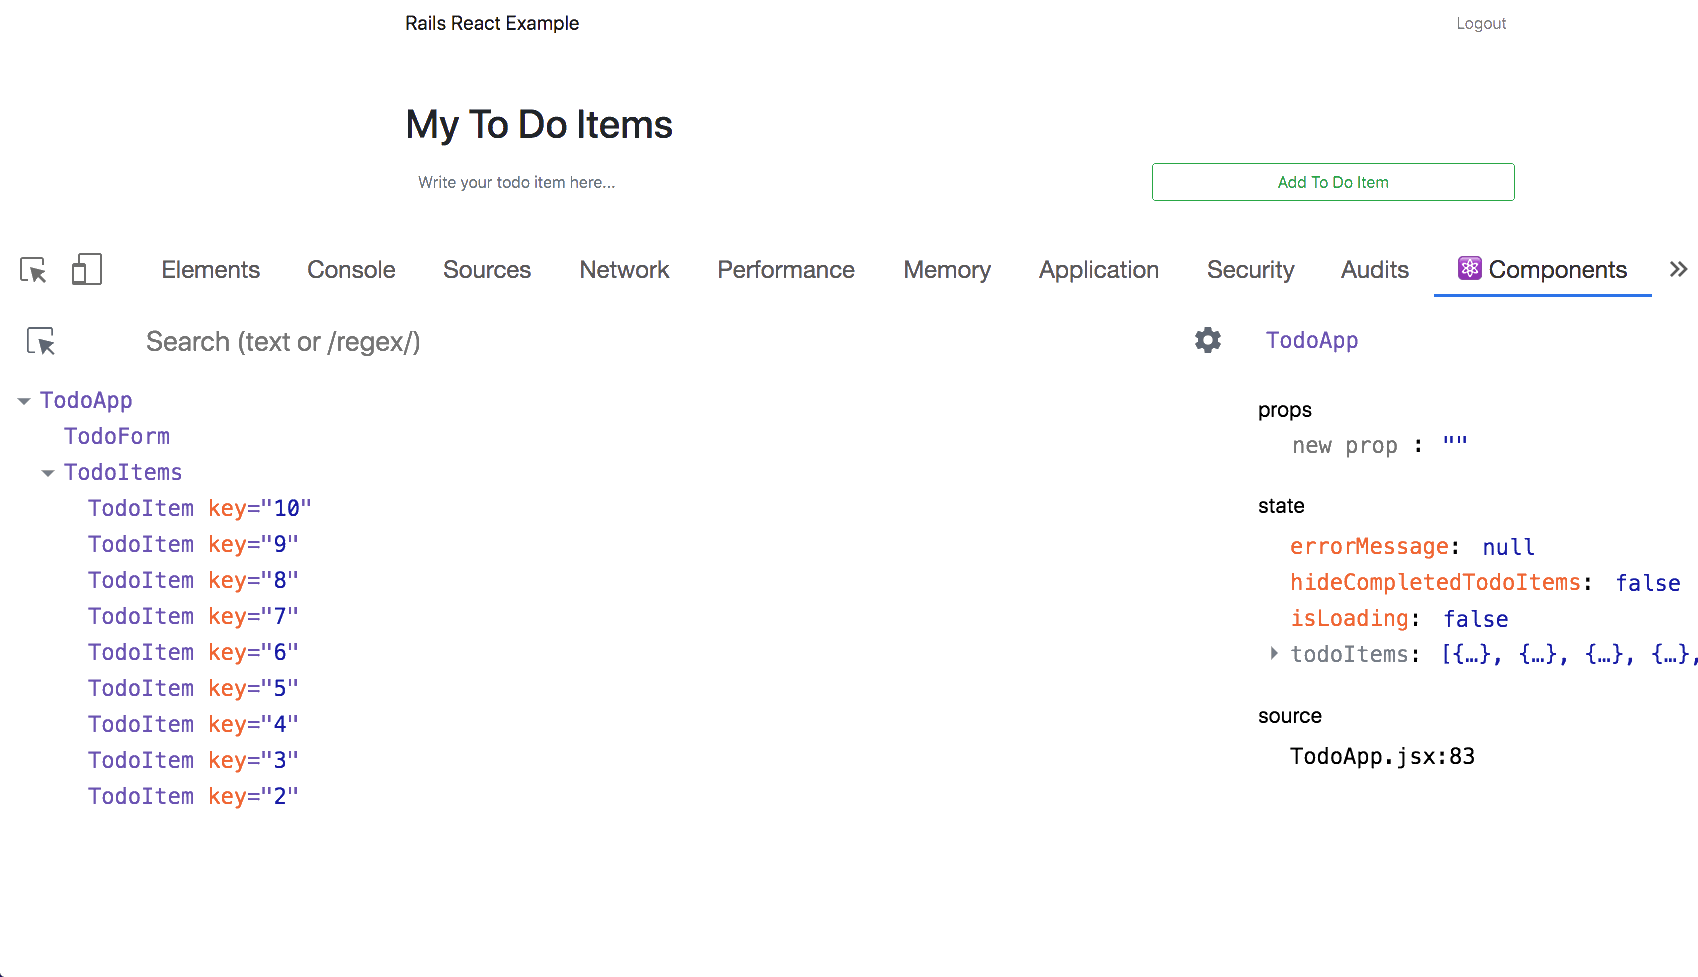 Rails React Example Logout
My To Do Items
Write your todo item here... Add To Do Item
Elements Console Sources Network Performance Memory Application Security Audits Components »
Search (text or /regex/)
TodoApp
TodoForm
TodoItems
TodoItem key="10"
TodoItem key="9"
TodoItem key="8"
TodoItem key="7"
TodoItem key="6"
TodoItem key="5"
TodoItem key="4"
TodoItem key="3"
TodoItem key="2"
TodoApp
props
new prop : ""
state
errorMessage: null
hideCompletedTodoItems: false
isLoading: false
todoItems: [{…}, {…}, {…}, {…},
source
TodoApp.jsx:83